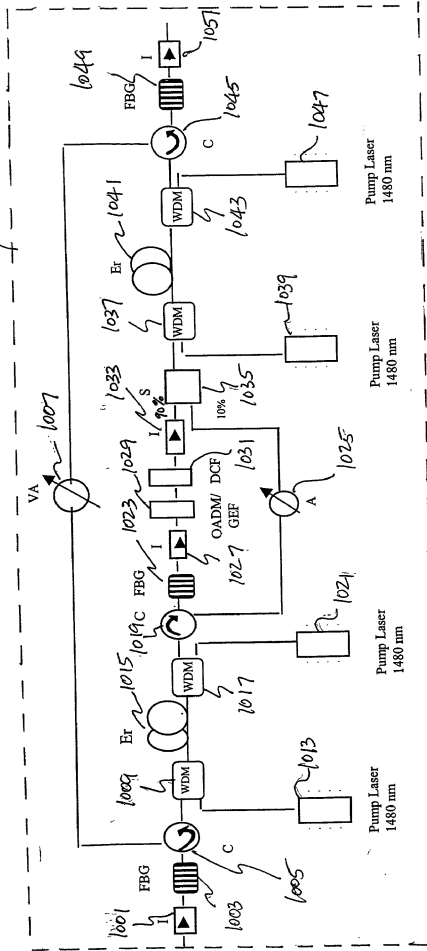 VA 1007
1001
I
FBG
1003
C
1005
1009
WDM
Er
1015
WDM
1017
1019
C
FBG
I
1027
1023
1029
OADM/ DCF
GEF
1031
I
1033
90%
S
10%
1035
1037
WDM
Er
1041
WDM
1043
C
1045
FBG
1049
I
1051
A
1025
1013
Pump Laser
1480 nm
1021
Pump Laser
1480 nm
1039
Pump Laser
1480 nm
1047
Pump Laser
1480 nm